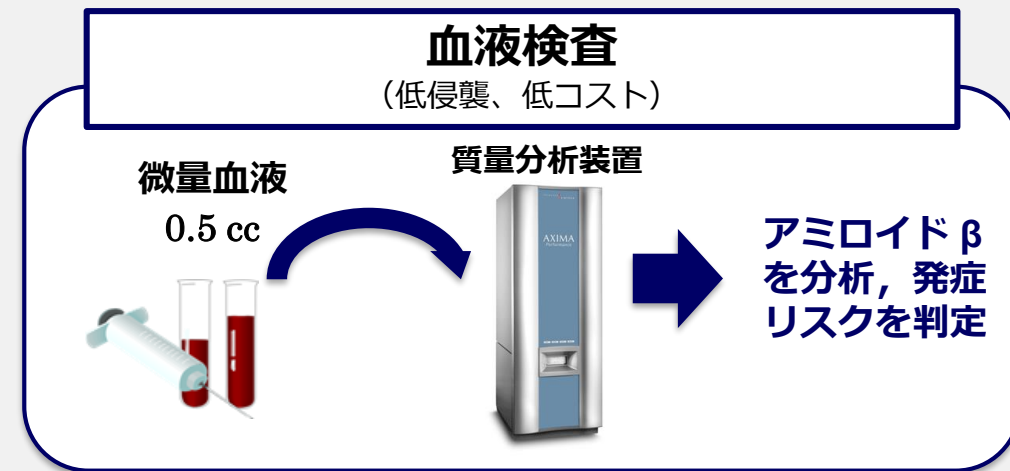 血液検査
（低侵襲、低コスト）
微量血液
0.5 cc
質量分析装置
AXIMA
Performance
アミロイド β
を分析，発症
リスクを判定